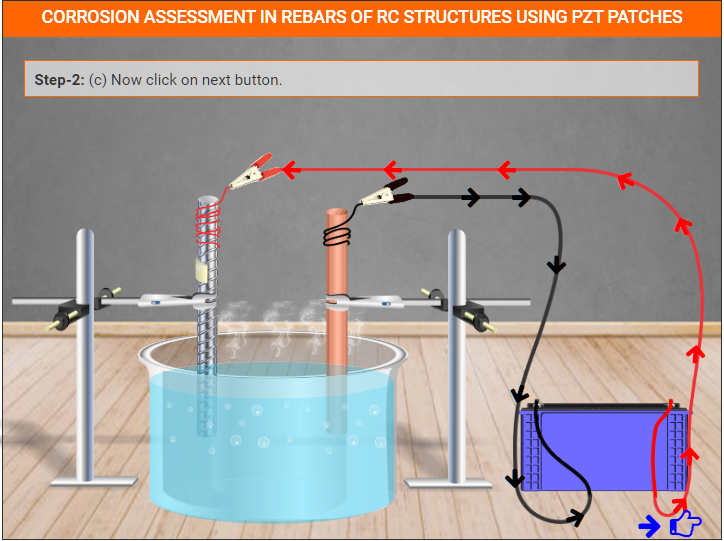 CORROSION ASSESSMENT IN REBARS OF RC STRUCTURES USING PZT PATCHES
Step-2: (c) Now click on next button.